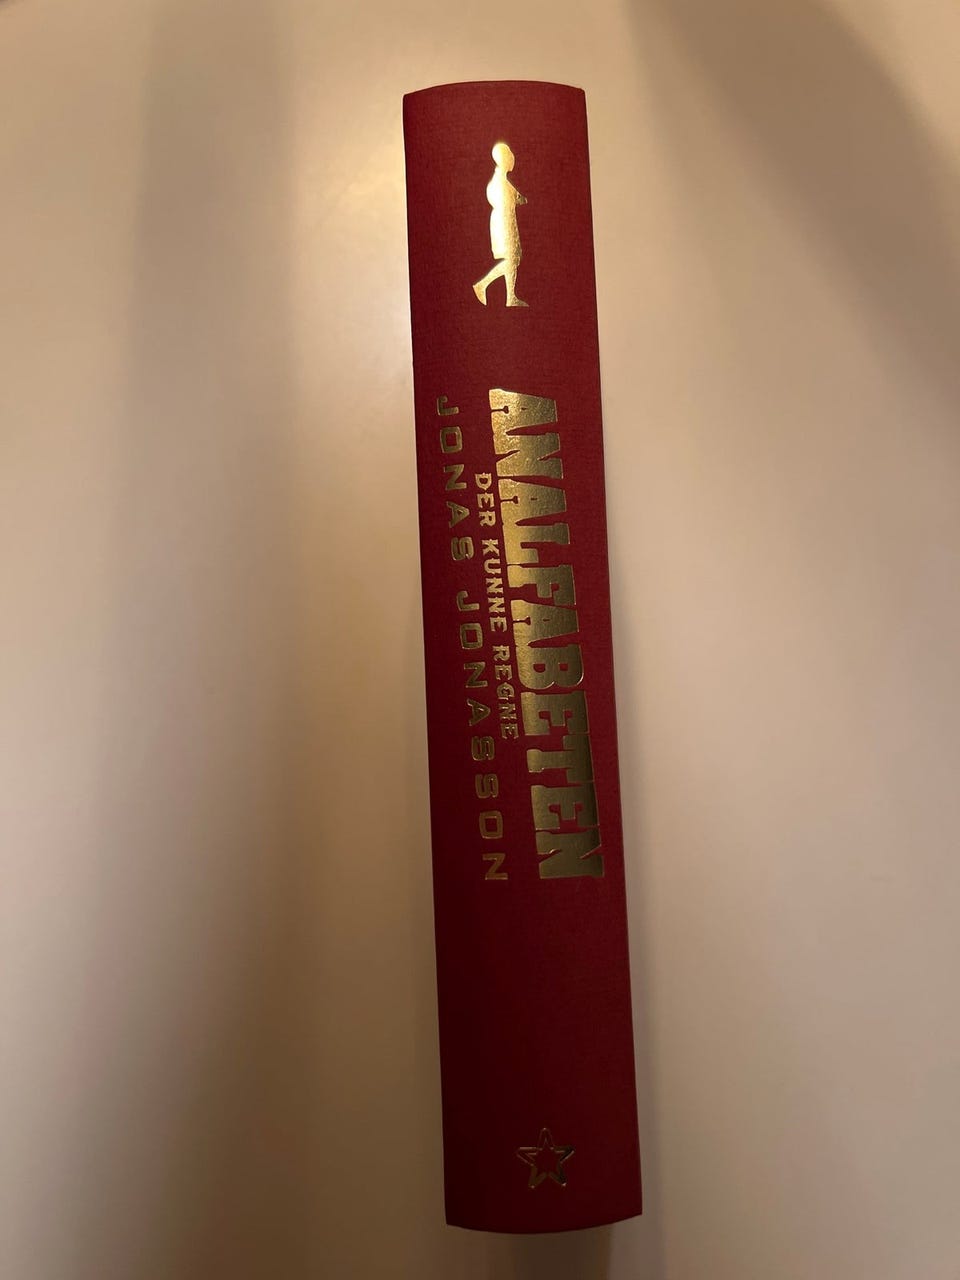 ANALFABETEN
DER KUNNE REGNE
JONAS JONASSON